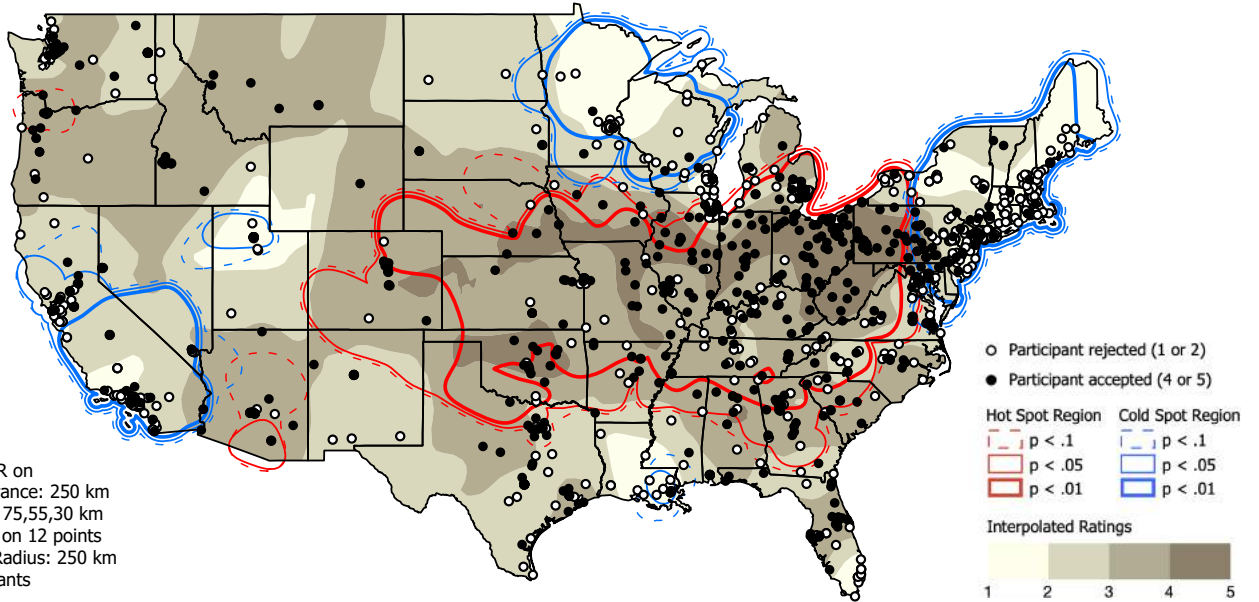 Participant rejected (1 or 2)
Participant accepted (4 or 5)
Hot Spot Region
Cold Spot Region
p < .1
p < .1
p < .05
p < .05
p < .01
p < .01
Interpolated Ratings
1 2 3 4 5
R on
rance: 250 km
75,55,30 km
on 12 points
Radius: 250 km
ants